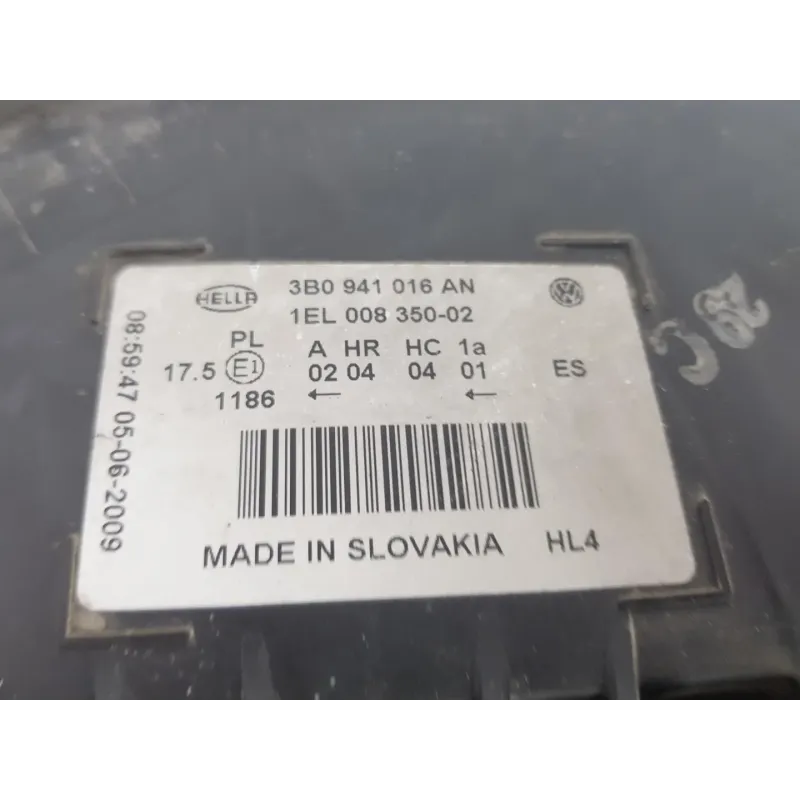 HELLA
3B0 941 016 AN
1EL 008 350-02
PL A HR HC 1a
17.5 E1 02 04 04 01 ES
1186 ← ←
MADE IN SLOVAKIA HL4
08:59:47 05-06-2009